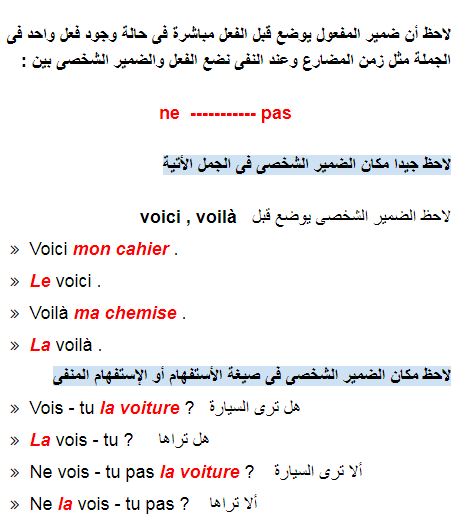 لاحظ أن ضمير المفعول يوضع قبل الفعل مباشرة فى حالة وجود فعل واحد فى
الجملة مثل زمن المضارع وعند النفى نضع الفعل والضمير الشخصى بين :
ne ----------- pas
لاحظ جيدا مكان الضمير الشخصى فى الجمل الأتية
لاحظ الضمير الشخصى يوضع قبل voici , voilà
» Voici mon cahier .
» Le voici .
» Voilà ma chemise .
» La voilà .
لاحظ مكان الضمير الشخصى فى صيغة الأستفهام أو الإستفهام المنفى
» Vois - tu la voiture ? هل ترى السيارة
» La vois - tu ? هل تراها
» Ne vois - tu pas la voiture ? ألا ترى السيارة
» Ne la vois - tu pas ? ألا تراها